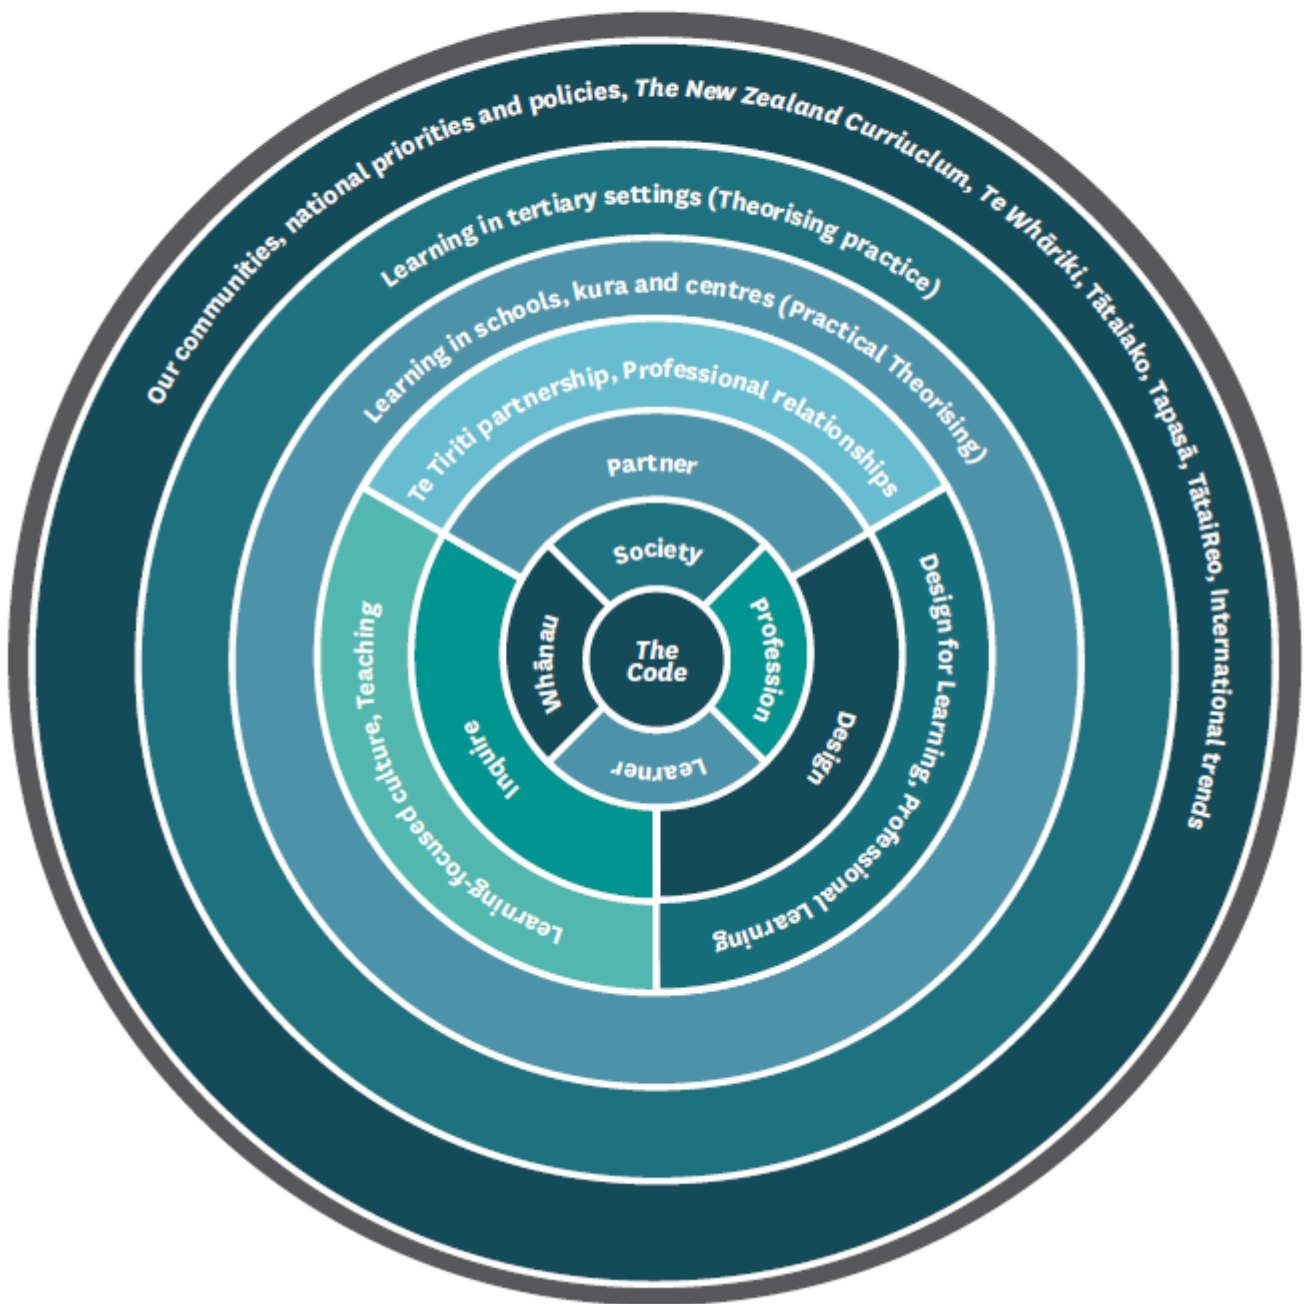 Our communities, national priorities and policies, The New Zealand Curriuclum, Te Whāriki, Tātaiako, Tapasā, TātaiReo, International trends
Learning in tertiary settings (Theorising practice)
Learning in schools, kura and centres (Practical Theorising)
Te Tiriti partnership, Professional relationships
Partner
Society
Profession
Whānau
The
Code
Learner
Inquire
Design
Learning-focused culture, Teaching
Design for Learning, Professional Learning